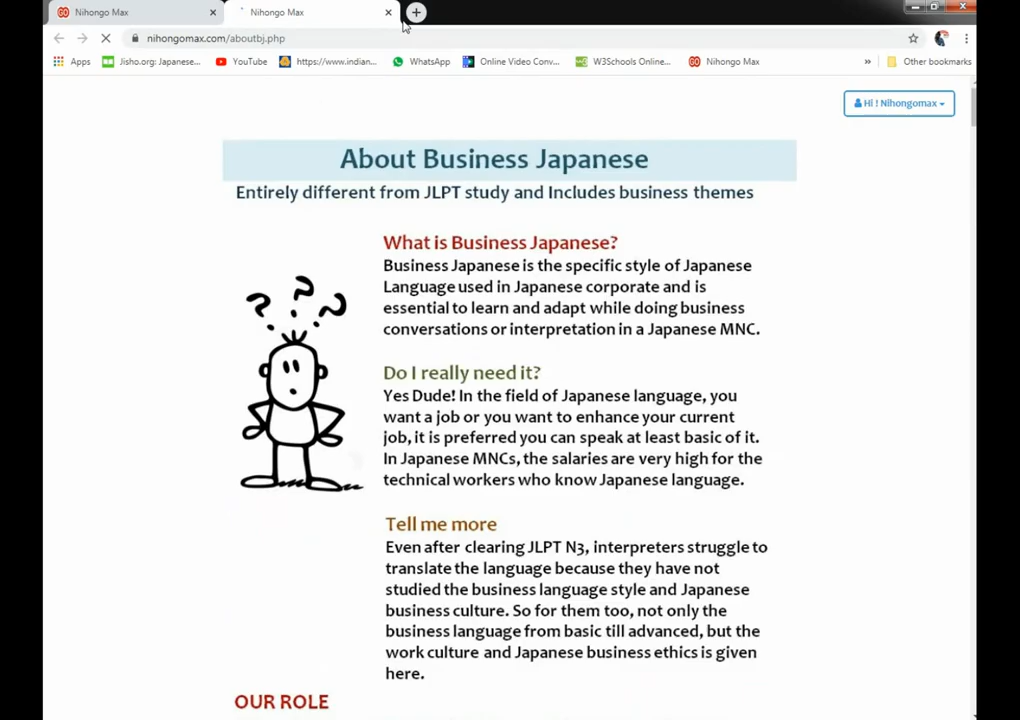 Nihongo Max
Nihongo Max
nihongomax.com/aboutbj.php
Apps
Jisho.org: Japanese...
YouTube
https://www.indian...
WhatsApp
Online Video Conv...
W3Schools Online...
GO
Nihongo Max
»
Other bookmarks
Hi ! Nihongomax
About Business Japanese
Entirely different from JLPT study and Includes business themes
What is Business Japanese?
Business Japanese is the specific style of Japanese
Language used in Japanese corporate and is
essential to learn and adapt while doing business
conversations or interpretation in a Japanese MNC.
? ? ?
Do I really need it?
Yes Dude! In the field of Japanese language, you
want a job or you want to enhance your current
job, it is preferred you can speak at least basic of it.
In Japanese MNCs, the salaries are very high for the
technical workers who know Japanese language.
Tell me more
Even after clearing JLPT N3, interpreters struggle to
translate the language because they have not
studied the business language style and Japanese
business culture. So for them too, not only the
business language from basic till advanced, but the
work culture and Japanese business ethics is given
here.
OUR ROLE